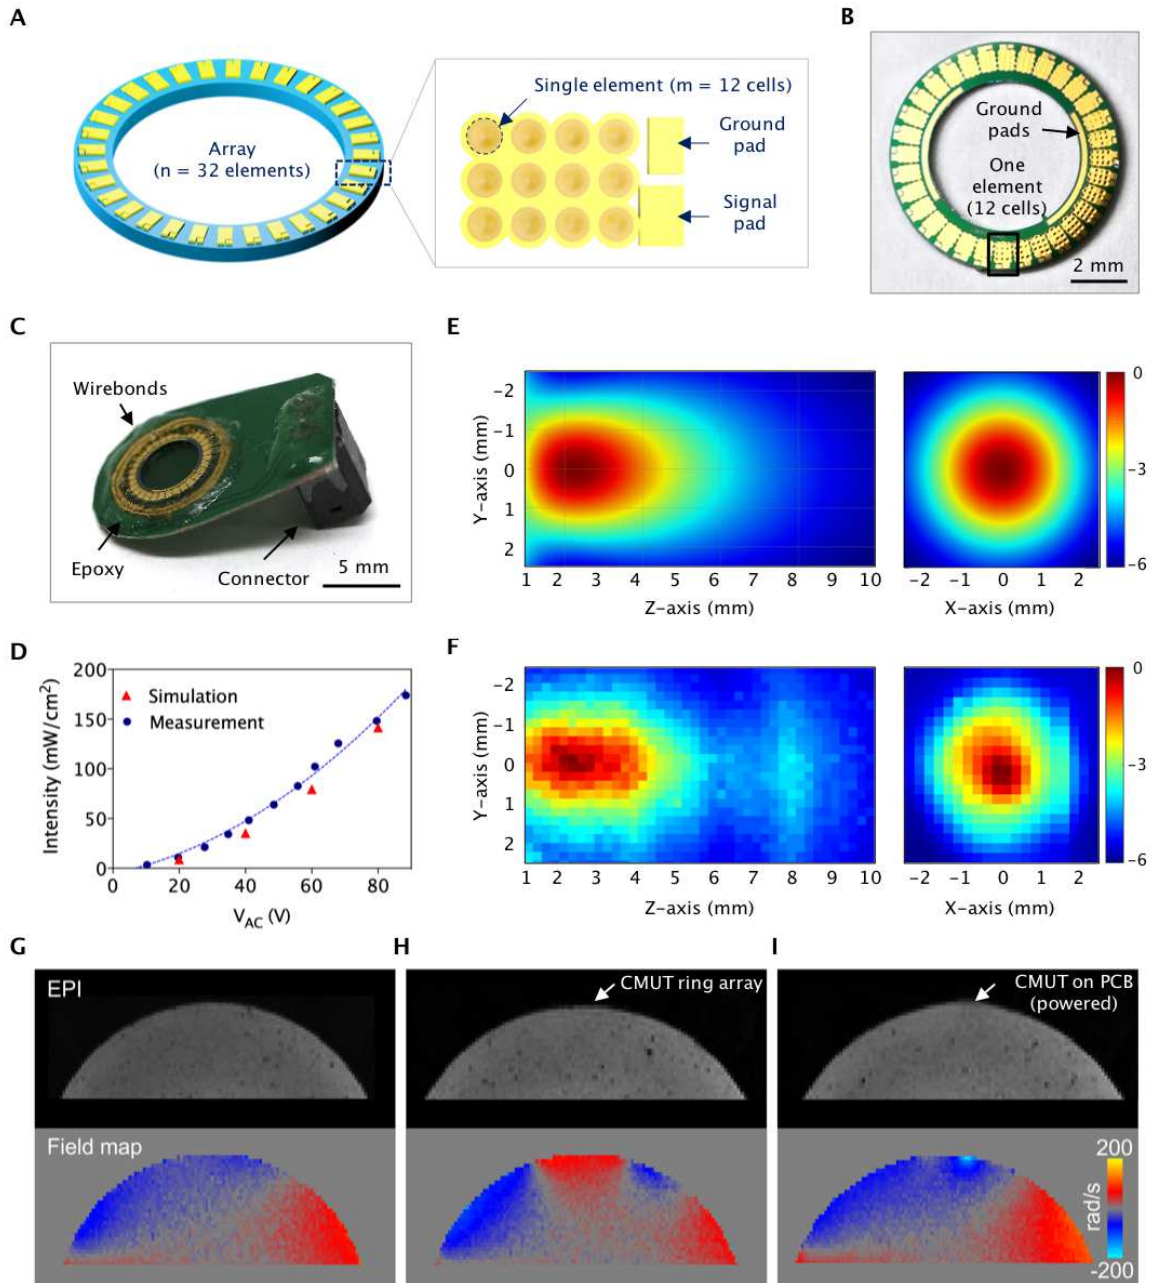 A
Array
(n = 32 elements)
Single element (m = 12 cells)
Ground
pad
Signal
pad
B
Ground
pads
One
element
(12 cells)
2 mm
C
Wirebonds
Epoxy
Connector
5 mm
D
Intensity (mW/cm²)
200
150
100
50
0
Simulation
Measurement
0 20 40 60 80
V_AC (V)
E
Y-axis (mm)
-2
-1
0
1
2
1 2 3 4 5 6 7 8 9 10
Z-axis (mm)
-2 -1 0 1 2
X-axis (mm)
0
-3
-6
F
Y-axis (mm)
-2
-1
0
1
2
1 2 3 4 5 6 7 8 9 10
Z-axis (mm)
-2 -1 0 1 2
X-axis (mm)
0
-3
-6
G
EPI
Field map
H
CMUT ring array
I
CMUT on PCB
(powered)
200
rad/s
-200